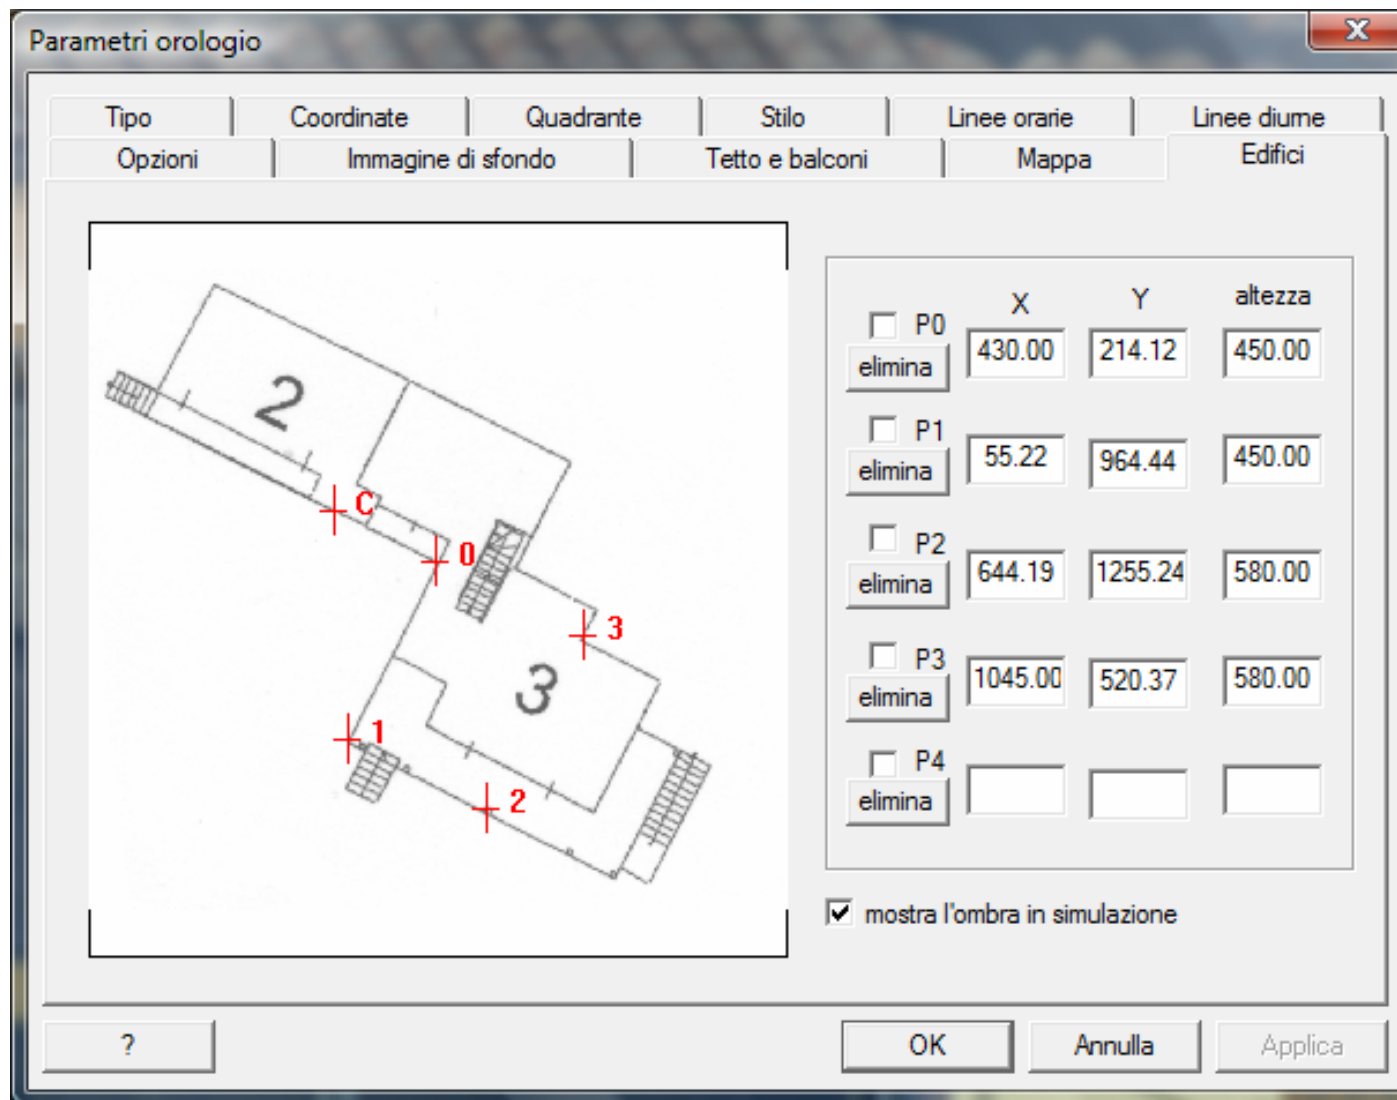 Parametri orologio
Tipo Coordinate Quadrante Stilo Linee orarie Linee diurne
Opzioni Immagine di sfondo Tetto e balconi Mappa Edifici
X Y altezza
P0
elimina 430.00 214.12 450.00
P1
elimina 55.22 964.44 450.00
P2
elimina 644.19 1255.24 580.00
P3
elimina 1045.00 520.37 580.00
P4
elimina
2
C
0
3
3
1
2
mostra l'ombra in simulazione
? OK Annulla Applica